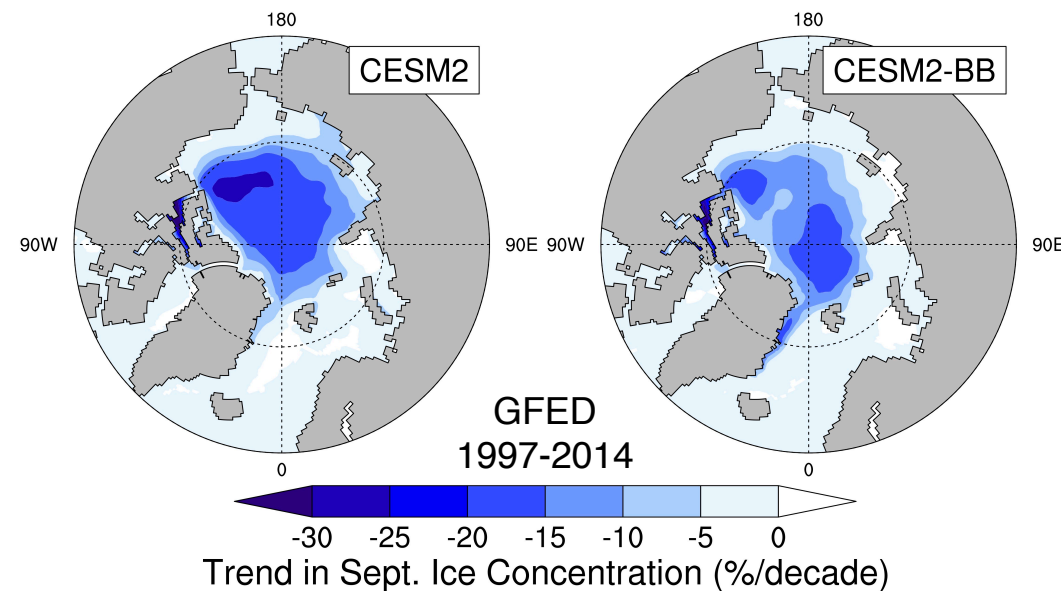 180
180
CESM2
CESM2-BB
90W
90E
90W
90E
GFED
1997-2014
0
0
-30 -25 -20 -15 -10 -5 0
Trend in Sept. Ice Concentration (%/decade)